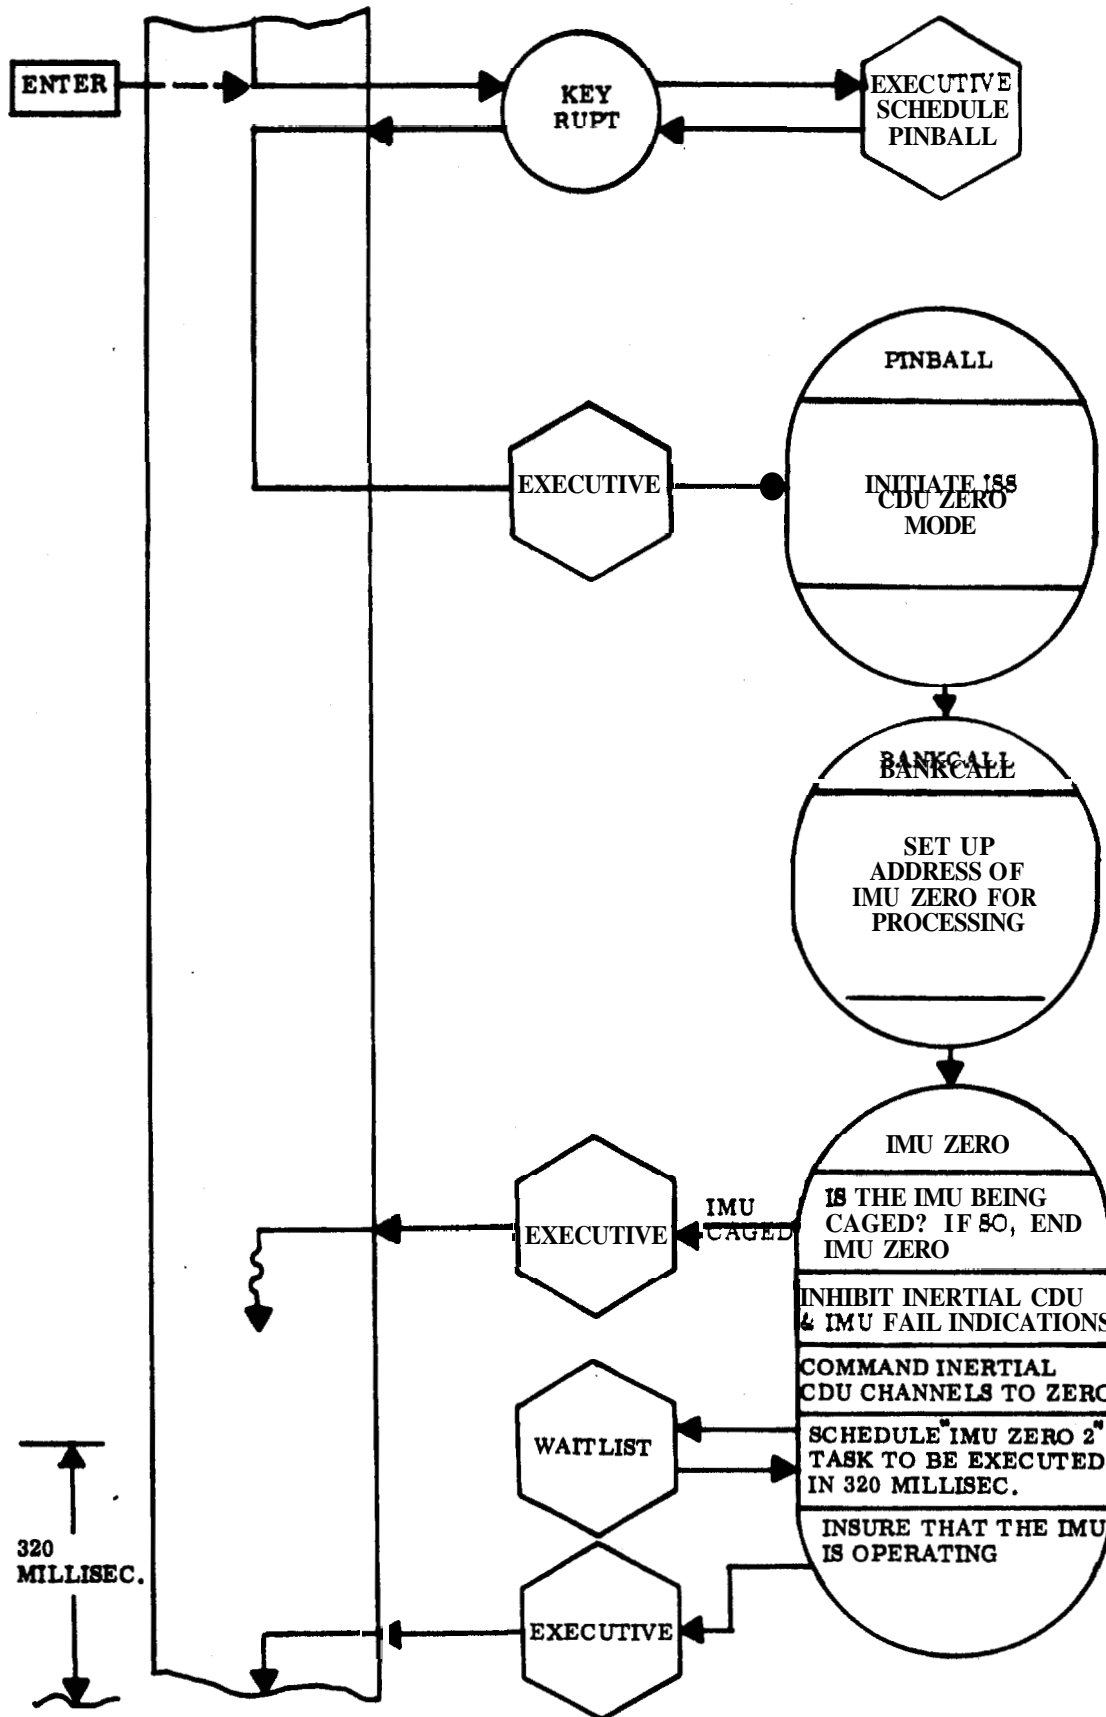 ENTER
KEY
RUPT
EXECUTIVE
SCHEDULE
PINBALL
PINBALL
EXECUTIVE
INITIATE ISS
CDU ZERO
MODE
BANKCALL
BANKCALL
SET UP
ADDRESS OF
IMU ZERO FOR
PROCESSING
IMU ZERO
IS THE IMU BEING
CAGED? IF SO, END
IMU ZERO
IMU
CAGED
EXECUTIVE
INHIBIT INERTIAL CDU
& IMU FAIL INDICATIONS
COMMAND INERTIAL
CDU CHANNELS TO ZERO
WAITLIST
SCHEDULE "IMU ZERO 2"
TASK TO BE EXECUTED
IN 320 MILLISEC.
INSURE THAT THE IMU
IS OPERATING
320
MILLISEC.
EXECUTIVE